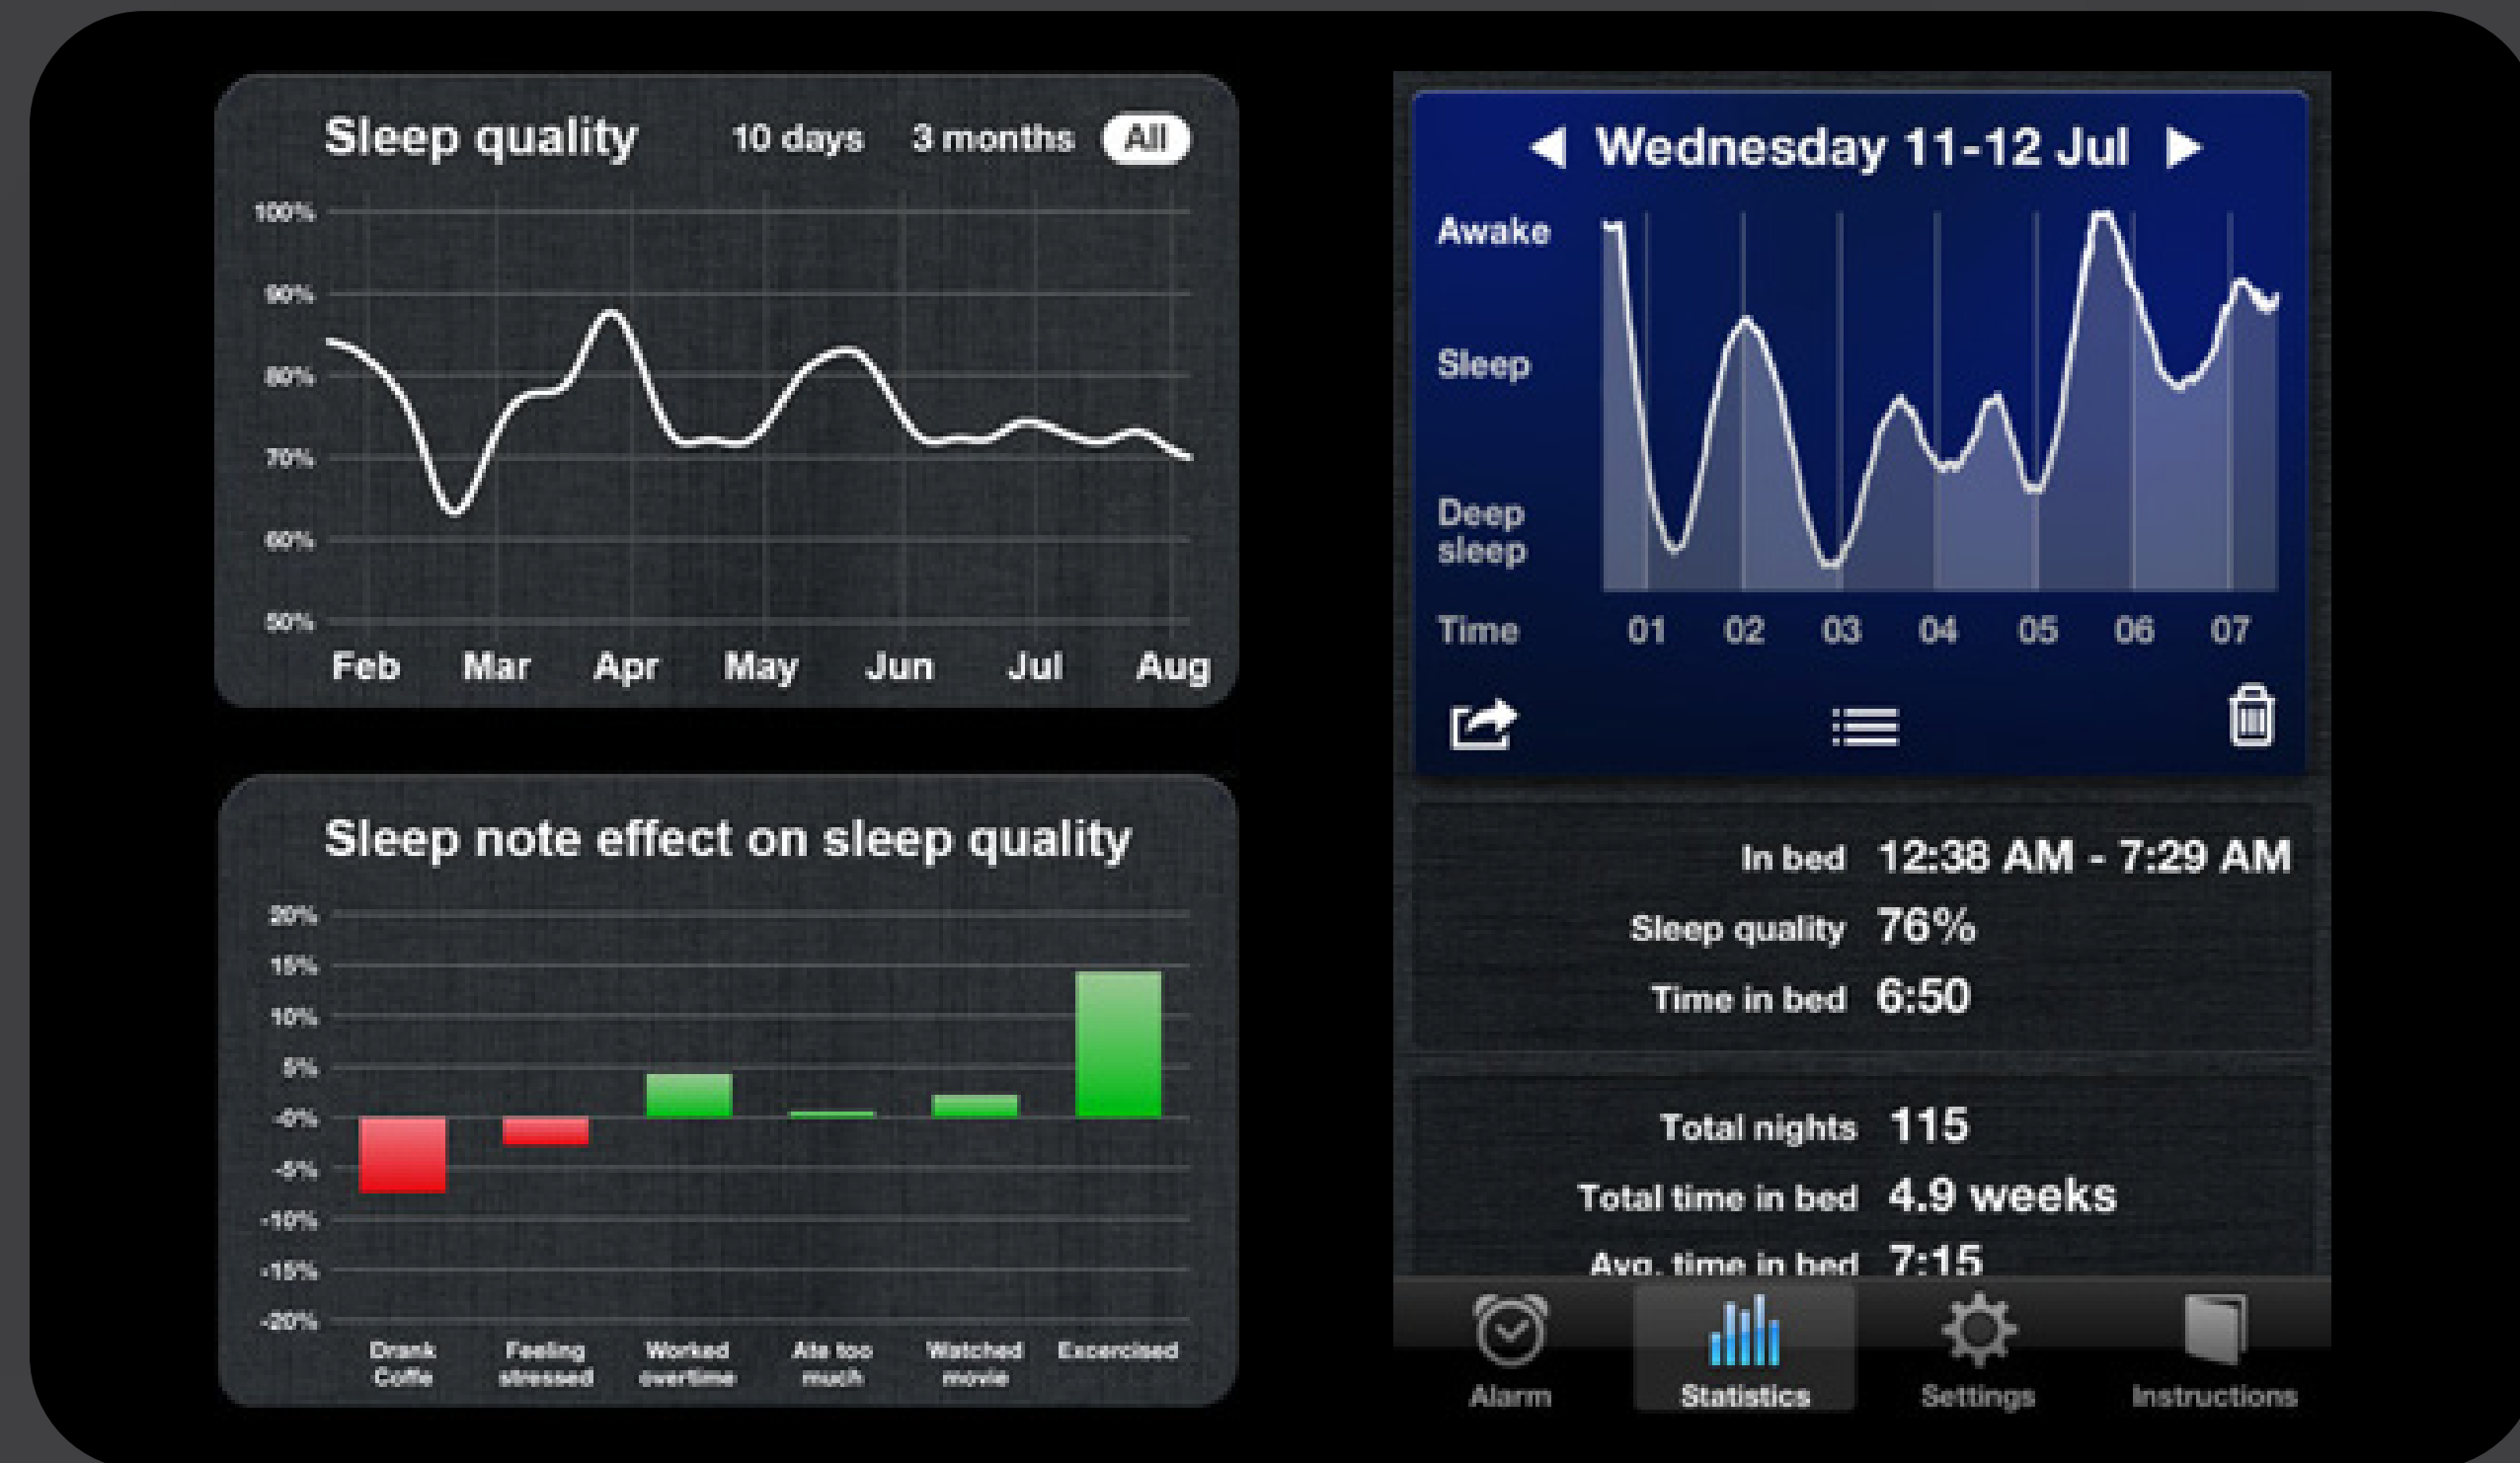 Sleep quality 10 days 3 months All
100%
90%
80%
70%
60%
50%
Feb Mar Apr May Jun Jul Aug
Sleep note effect on sleep quality
20%
15%
10%
5%
-0%
-5%
-10%
-15%
-20%
Drank Coffe
Feeling stressed
Worked overtime
Ate too much
Watched movie
Excercised
Wednesday 11-12 Jul
Awake
Sleep
Deep
sleep
Time 01 02 03 04 05 06 07
In bed 12:38 AM - 7:29 AM
Sleep quality 76%
Time in bed 6:50
Total nights 115
Total time in bed 4.9 weeks
Avg. time in bed 7:15
Alarm Statistics Settings Instructions